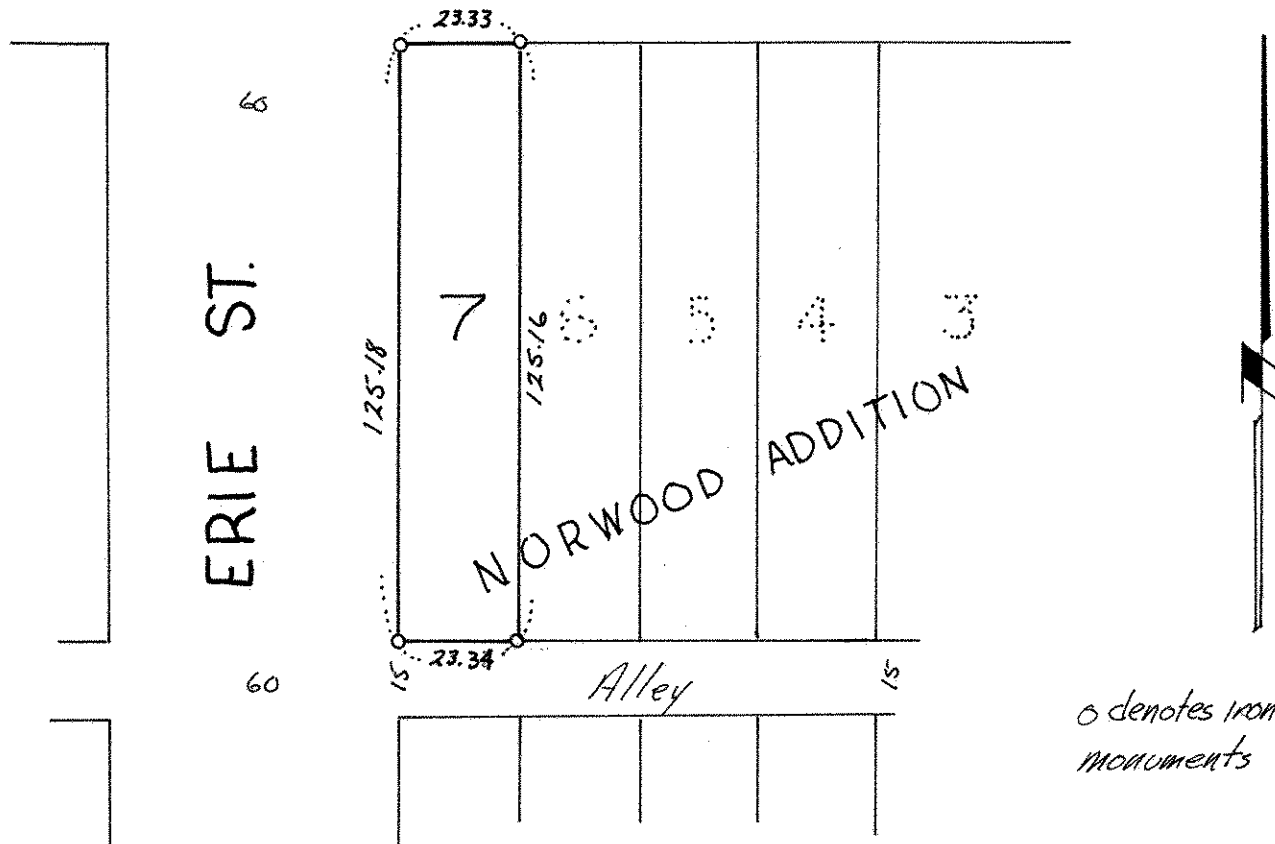 23.33
60
ERIE ST.
125.18
7
125.16
6
5
4
3
NORWOOD ADDITION
23.34
60
15
Alley
15
o denotes iron
monuments